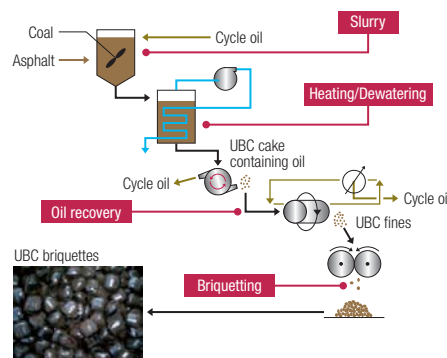 Slurry
Coal
Cycle oil
Asphalt
Heating/Dewatering
UBC cake
containing oil
Cycle oil
Cycle oi
Oil recovery
UBC fines
UBC briquettes
Briquetting